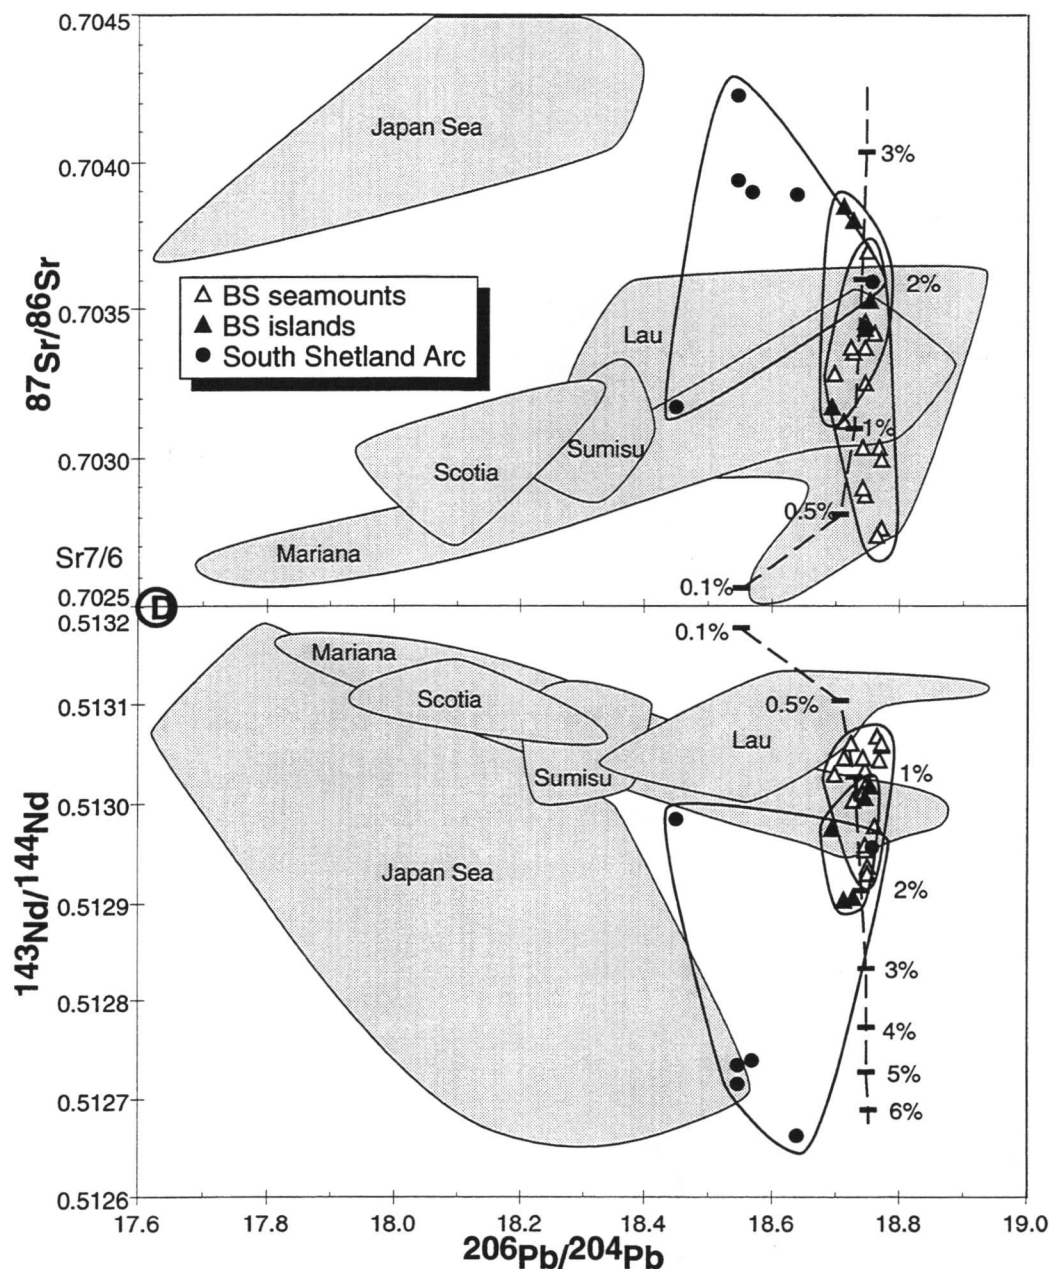 0.7045
Japan Sea
0.7040
3%
87Sr/86Sr
△ BS seamounts
▲ BS islands
● South Shetland Arc
2%
0.7035
Lau
1%
Sumisu
0.7030
Scotia
0.5%
Mariana
Sr7/6
0.1%
0.7025
D
0.5132
0.1%
Mariana
Scotia
0.5%
0.5131
Lau
1%
Sumisu
0.5130
143Nd/144Nd
Japan Sea
2%
0.5129
3%
0.5128
4%
5%
0.5127
6%
0.5126
17.6 17.8 18.0 18.2 18.4 18.6 18.8 19.0
206Pb/204Pb